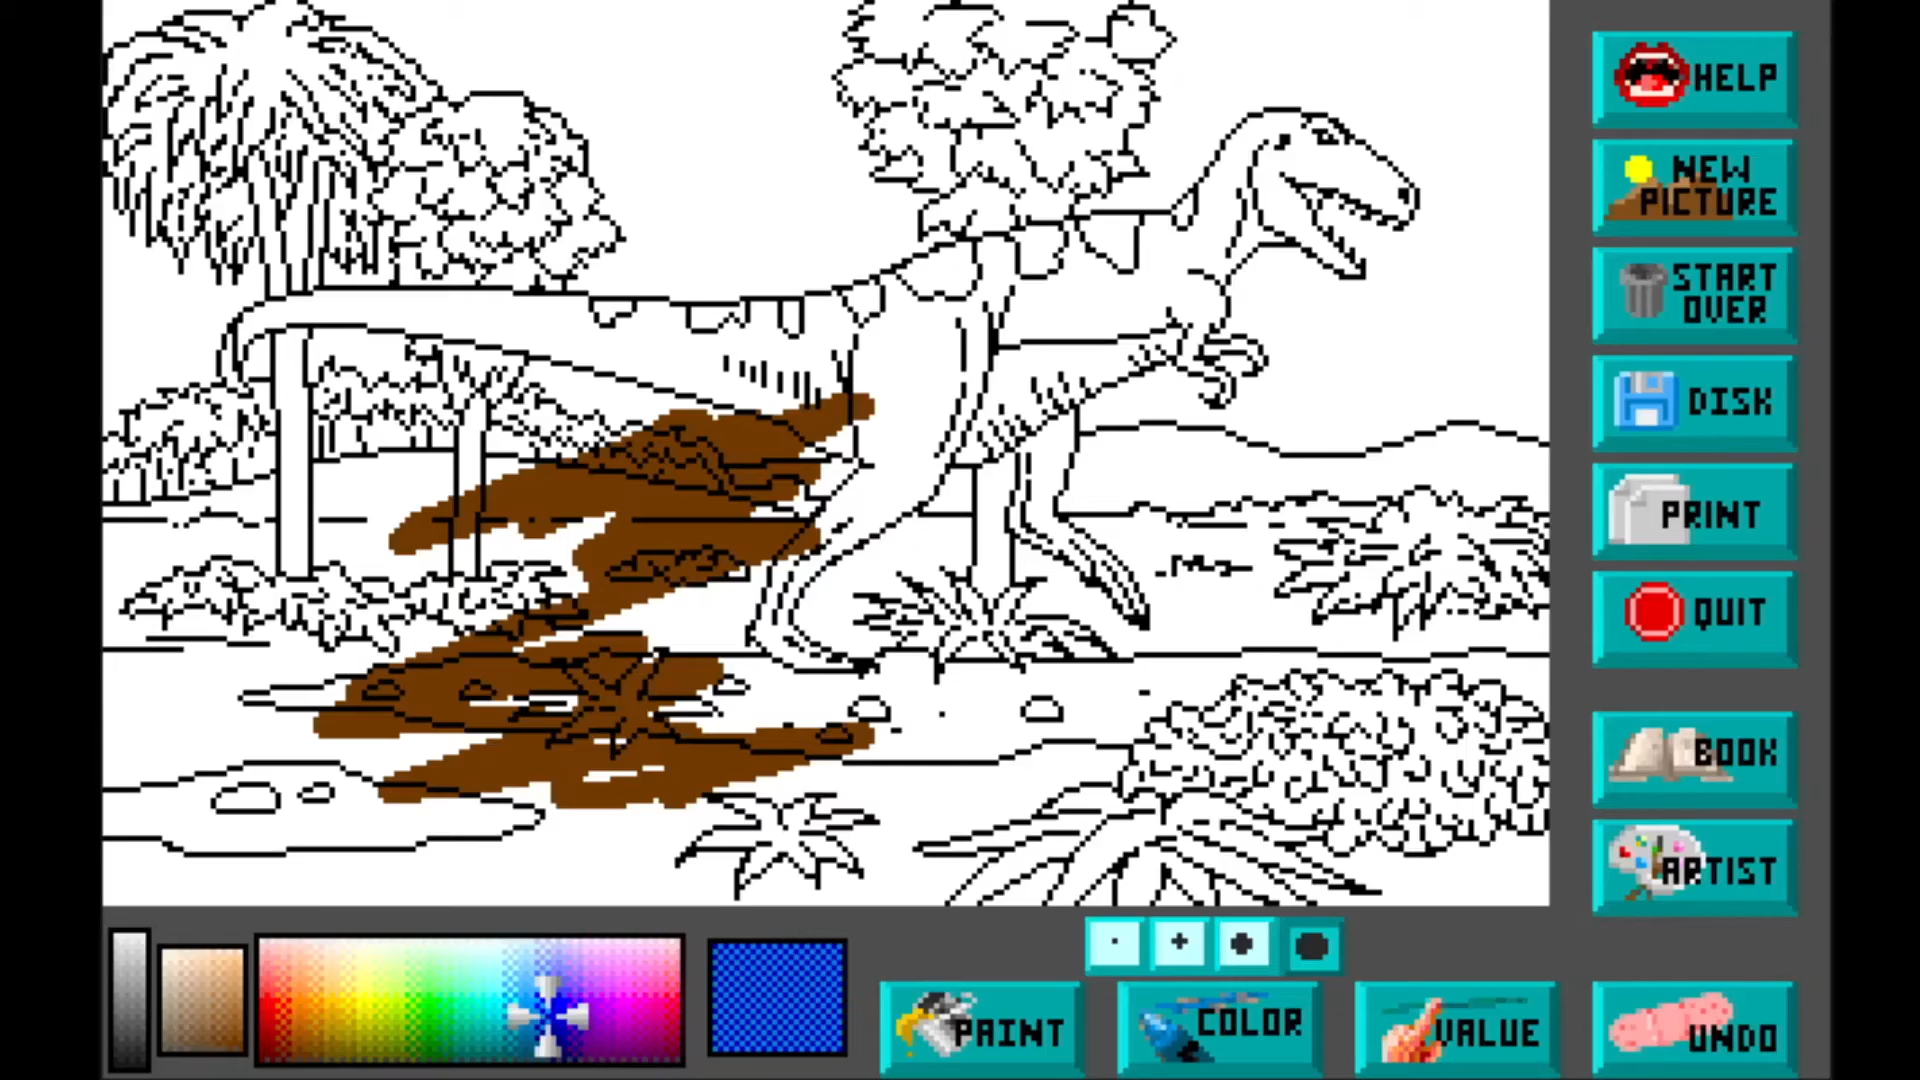 HELP
NEW
PICTURE
START
OVER
DISK
PRINT
QUIT
BOOK
ARTIST
PAINT
COLOR
VALUE
UNDO